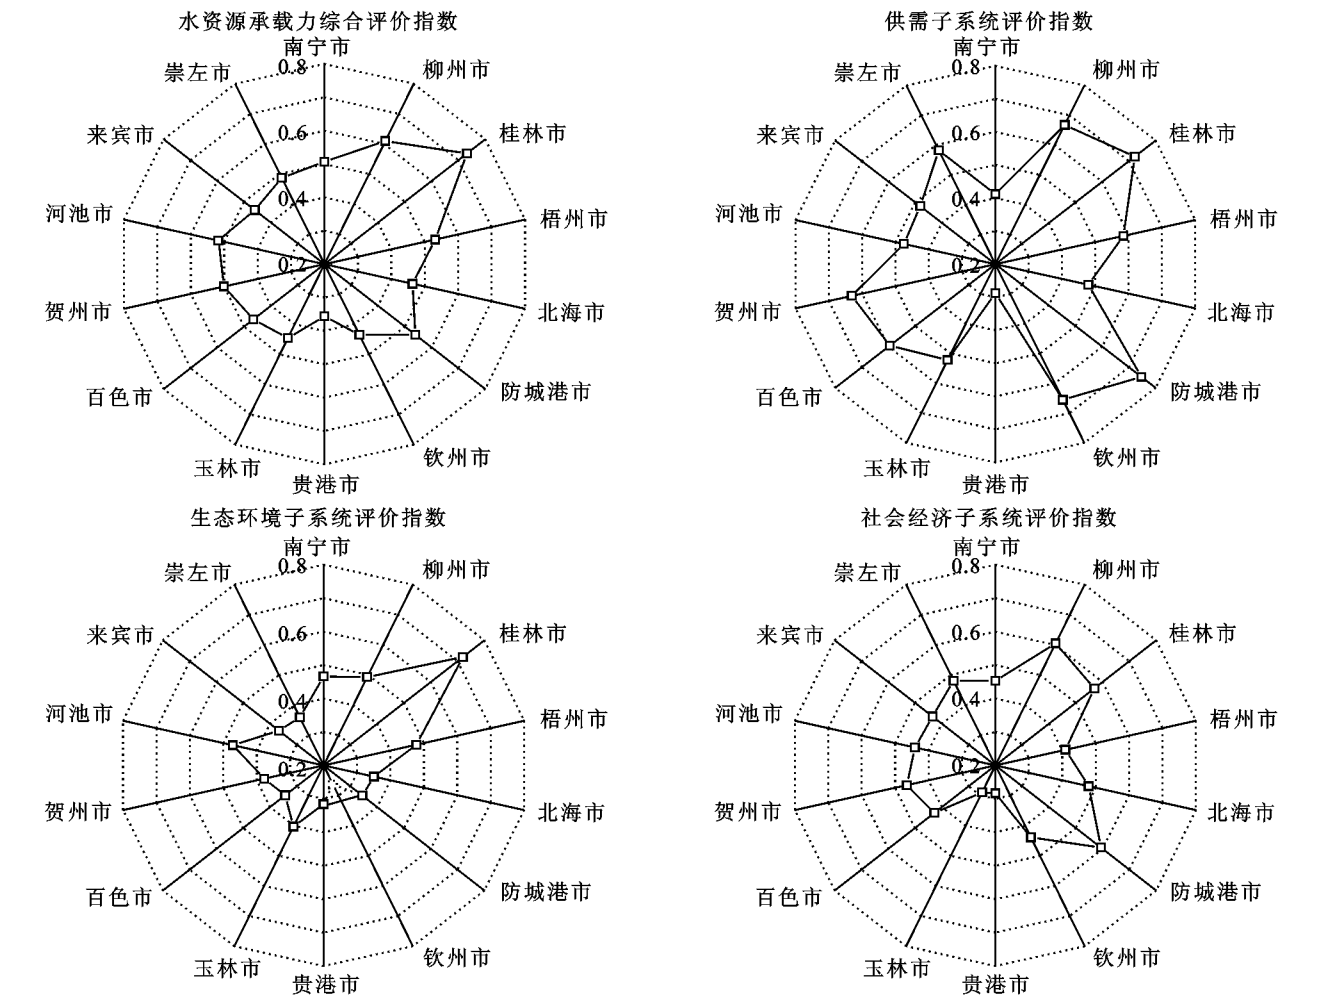 水资源承载力综合评价指数
南宁市
柳州市
桂林市
梧州市
北海市
防城港市
钦州市
贵港市
玉林市
百色市
贺州市
河池市
来宾市
崇左市
0.8
0.6
0.4
0.2
供需子系统评价指数
南宁市
柳州市
桂林市
梧州市
北海市
防城港市
钦州市
贵港市
玉林市
百色市
贺州市
河池市
来宾市
崇左市
0.8
0.6
0.4
0.2
生态环境子系统评价指数
南宁市
柳州市
桂林市
梧州市
北海市
防城港市
钦州市
贵港市
玉林市
百色市
贺州市
河池市
来宾市
崇左市
0.8
0.6
0.4
0.2
社会经济子系统评价指数
南宁市
柳州市
桂林市
梧州市
北海市
防城港市
钦州市
贵港市
玉林市
百色市
贺州市
河池市
来宾市
崇左市
0.8
0.6
0.4
0.2